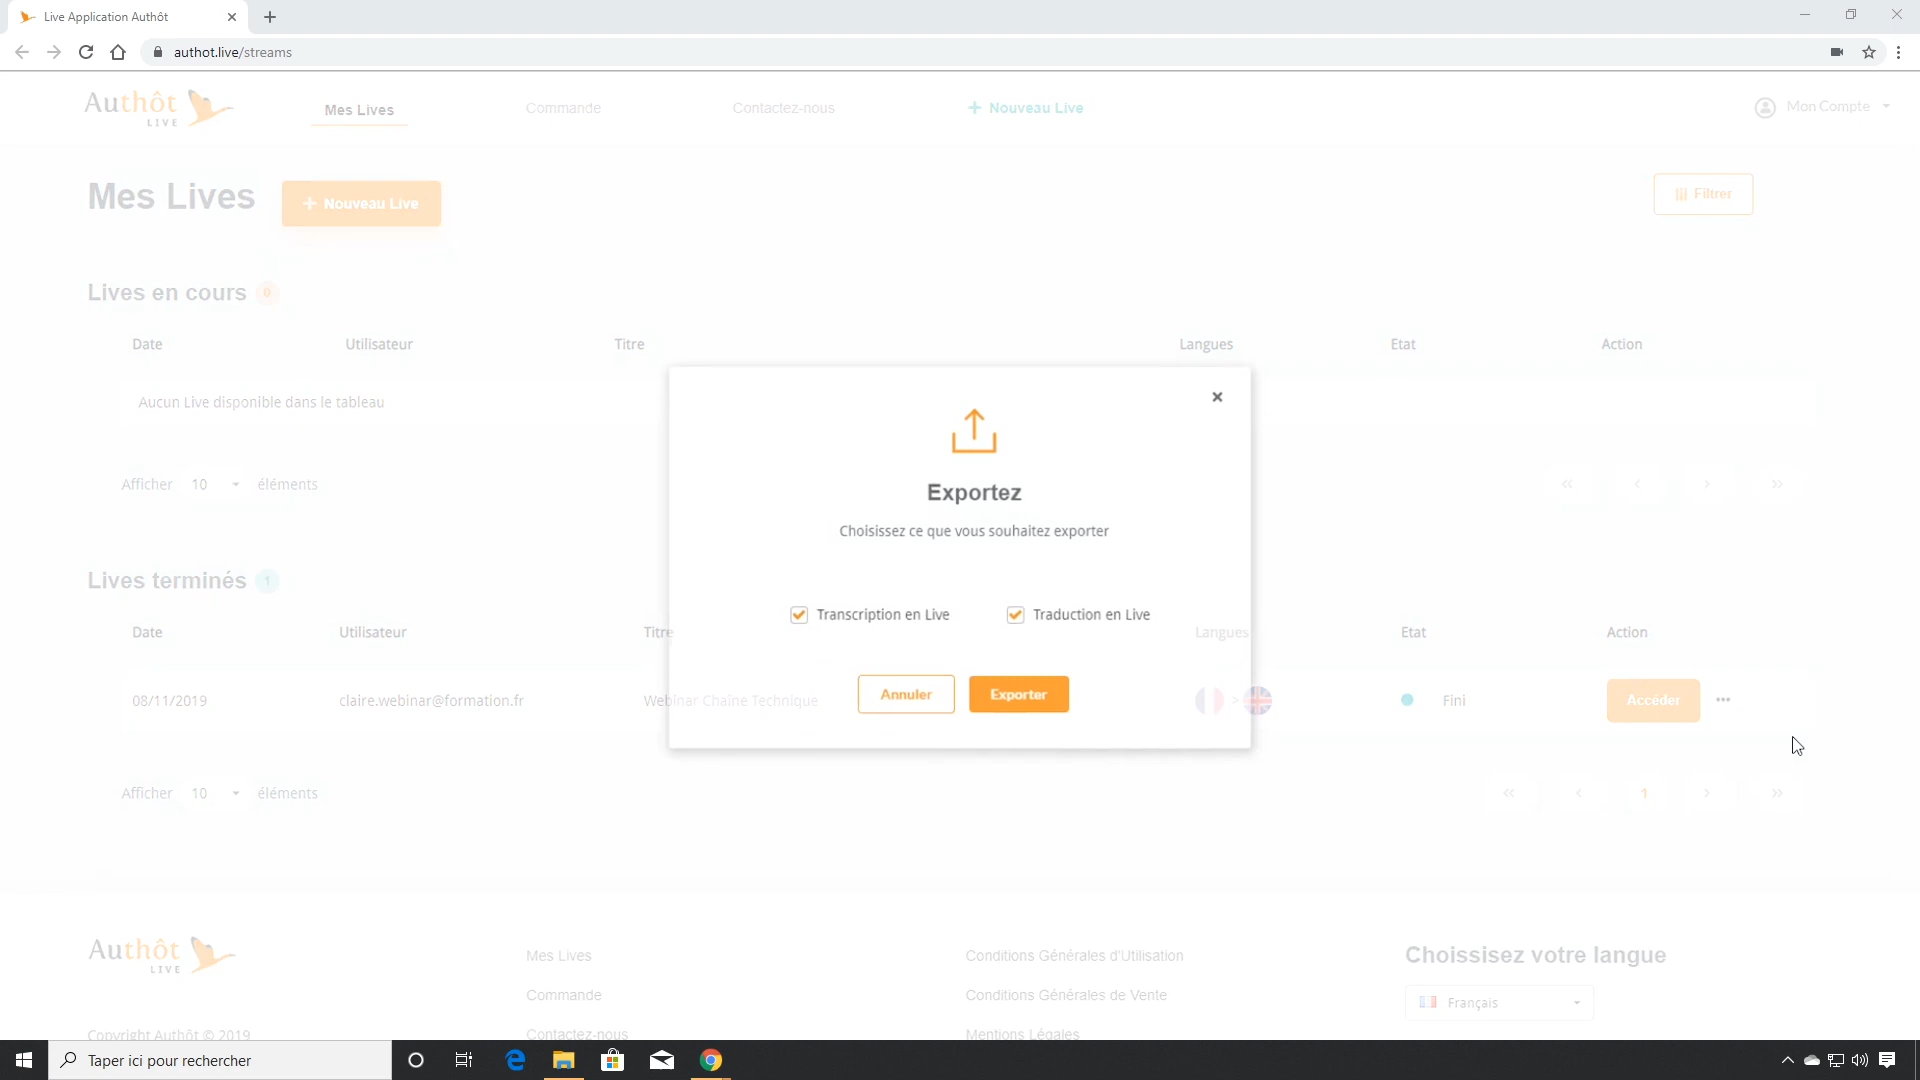 Live Application Authôt
authot.live/streams
Authôt
LIVE
Mes Lives
Commande
Contactez-nous
+ Nouveau Live
Mon Compte
Mes Lives
+ Nouveau Live
Filtrer
Lives en cours 0
Date Utilisateur Titre Langues Etat Action
Aucun Live disponible dans le tableau
Afficher 10 éléments
« ‹ › »
Exportez
Choisissez ce que vous souhaitez exporter
Transcription en Live
Traduction en Live
Annuler
Exporter
Lives terminés 1
Date Utilisateur Titre Langues Etat Action
08/11/2019 claire.webinar@formation.fr Webinar Chaîne Technique > Fini Accéder ...
Afficher 10 éléments
« ‹ 1 › »
Authôt
LIVE
Mes Lives
Commande
Contactez-nous
Conditions Générales d'Utilisation
Conditions Générales de Vente
Mentions Légales
Choissisez votre langue
Français
Copyright Authôt © 2019
Taper ici pour rechercher